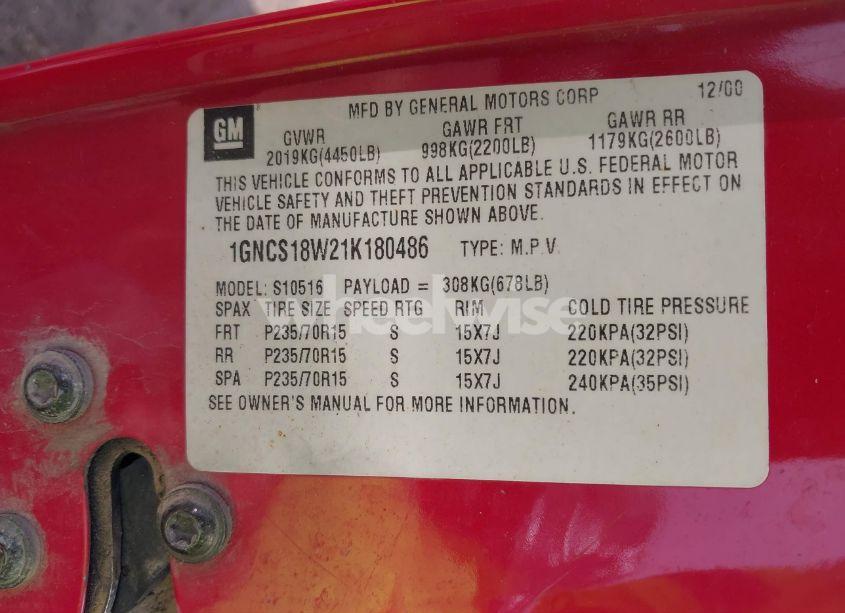 MFD BY GENERAL MOTORS CORP 12/00
GM
GVWR GAWR FRT GAWR RR
2019KG(4450LB) 998KG(2200LB) 1179KG(2600LB)
THIS VEHICLE CONFORMS TO ALL APPLICABLE U.S. FEDERAL MOTOR
VEHICLE SAFETY AND THEFT PREVENTION STANDARDS IN EFFECT ON
THE DATE OF MANUFACTURE SHOWN ABOVE.
1GNCS18W21K180486 TYPE: M.P.V.
MODEL: S10516 PAYLOAD = 308KG(678LB)
SPAX TIRE SIZE SPEED RTG RIM COLD TIRE PRESSURE
FRT P235/70R15 S 15X7J 220KPA(32PSI)
RR P235/70R15 S 15X7J 220KPA(32PSI)
SPA P235/70R15 S 15X7J 240KPA(35PSI)
SEE OWNER'S MANUAL FOR MORE INFORMATION.
wheelwise